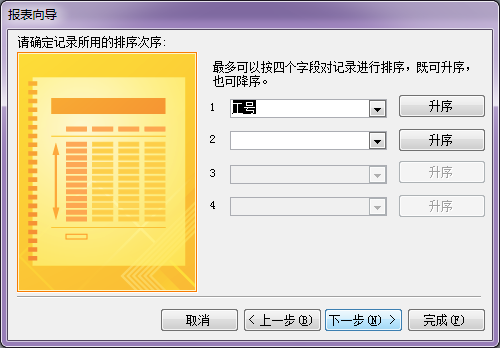 报表向导
请确定记录所用的排序次序:
最多可以按四个字段对记录进行排序，既可升序，
也可降序。
1 工号 升序
2 升序
3 升序
4 升序
取消 < 上一步(B) 下一步(N) > 完成(F)